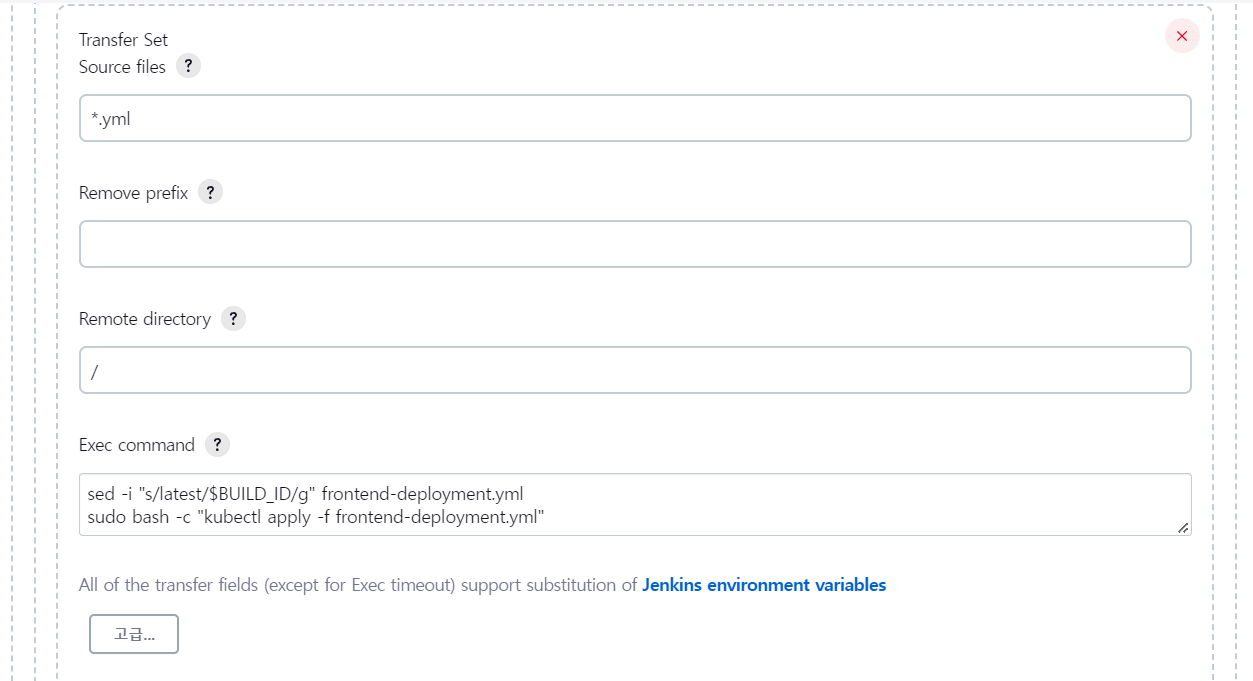 Transfer Set
Source files ?
*.yml
Remove prefix ?
Remote directory ?
/
Exec command ?
sed -i "s/latest/$BUILD_ID/g" frontend-deployment.yml
sudo bash -c "kubectl apply -f frontend-deployment.yml"
All of the transfer fields (except for Exec timeout) support substitution of Jenkins environment variables
고급...